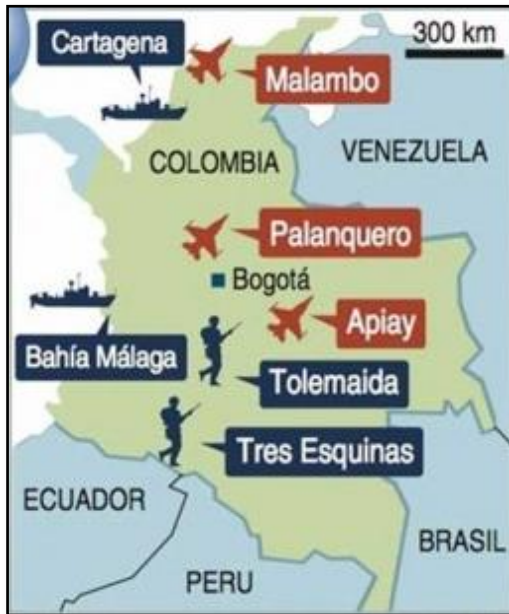 Cartagena
300 km
Malambo
COLOMBIA
VENEZUELA
Palanquero
Bogotá
Apiay
Bahía Málaga
Tolemaida
Tres Esquinas
ECUADOR
BRASIL
PERU